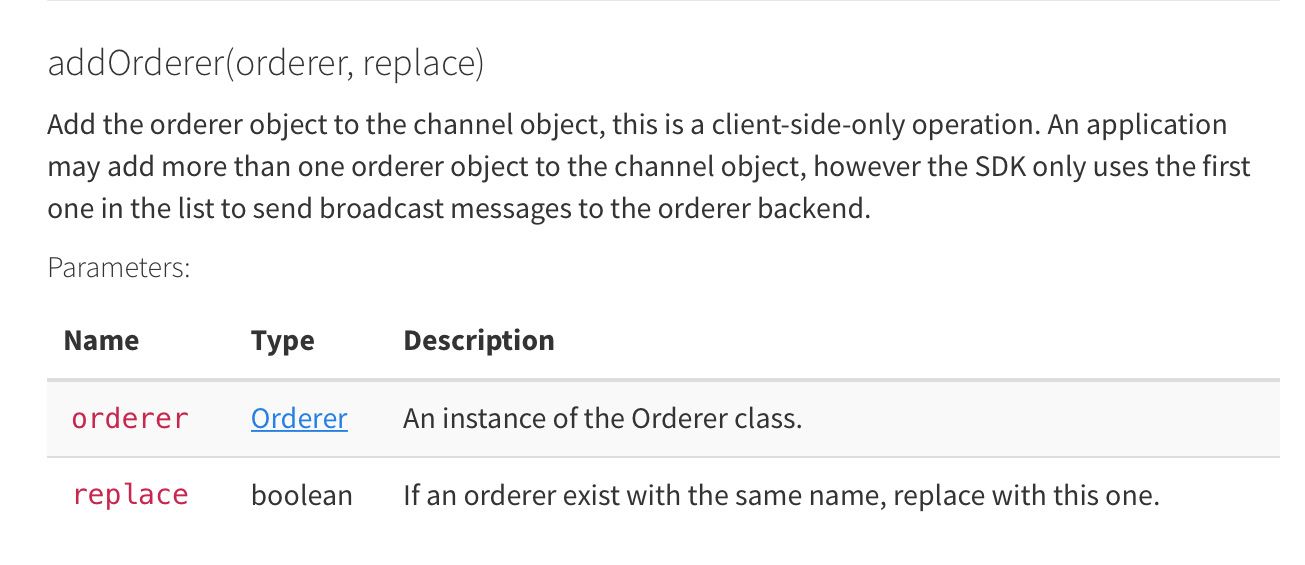 addOrderer(orderer, replace)
Add the orderer object to the channel object, this is a client-side-only operation. An application
may add more than one orderer object to the channel object, however the SDK only uses the first
one in the list to send broadcast messages to the orderer backend.
Parameters:
Name Type Description
orderer Orderer An instance of the Orderer class.
replace boolean If an orderer exist with the same name, replace with this one.